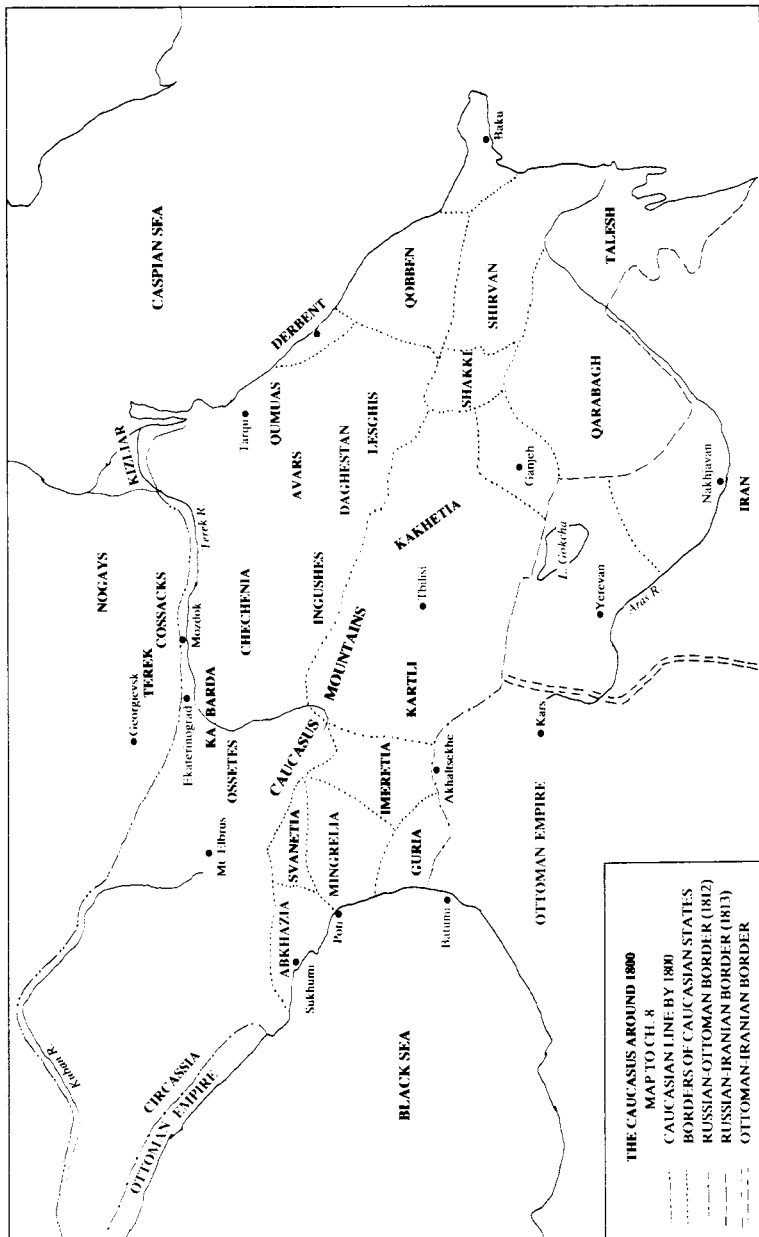 CASPIAN SEA
KIZLIAR
NOGAYS
Terek R.
TEREK
COSSACKS
Georgievsk
Mozdok
Ekaterinograd
KA BARDA
CHECHENIA
OSSETES
Mt. Elbrus
Kuban R.
CIRCASSIA
OTTOMAN EMPIRE
Tarqu
QUMUAS
AVARS
DAGHESTAN
LESGHIS
INGUSHES
DERBENT
QOBBEN
Baku
SHIRVAN
SHAKKI
TALESH
QARABAGH
Ganjeh
KAKHETIA
Tbilisi
CAUCASUS MOUNTAINS
KARTLI
L. Gokcha
Yerevan
Aras R.
Nakhjavan
IRAN
SVANETIA
MINGRELIA
IMERETIA
ABKHAZIA
Sukhumi
Poti
GURIA
Akhaltsekhe
Batumi
Kars
OTTOMAN EMPIRE
BLACK SEA
THE CAUCASUS AROUND 1800
MAP TO CH. 8
CAUCASIAN LINE BY 1800
BORDERS OF CAUCASIAN STATES
RUSSIAN-OTTOMAN BORDER (1812)
RUSSIAN-IRANIAN BORDER (1813)
OTTOMAN-IRANIAN BORDER